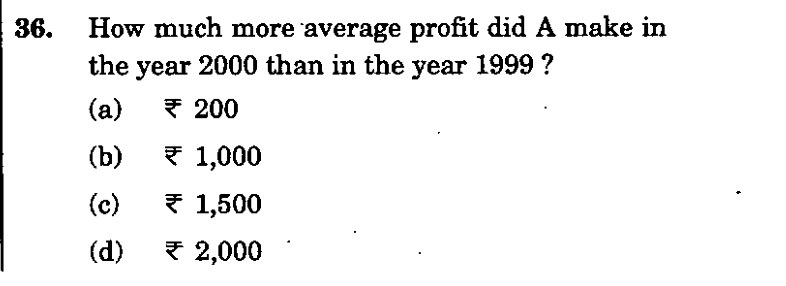 36. How much more average profit did A make in
the year 2000 than in the year 1999 ?
(a) ₹ 200
(b) ₹ 1,000
(c) ₹ 1,500
(d) ₹ 2,000